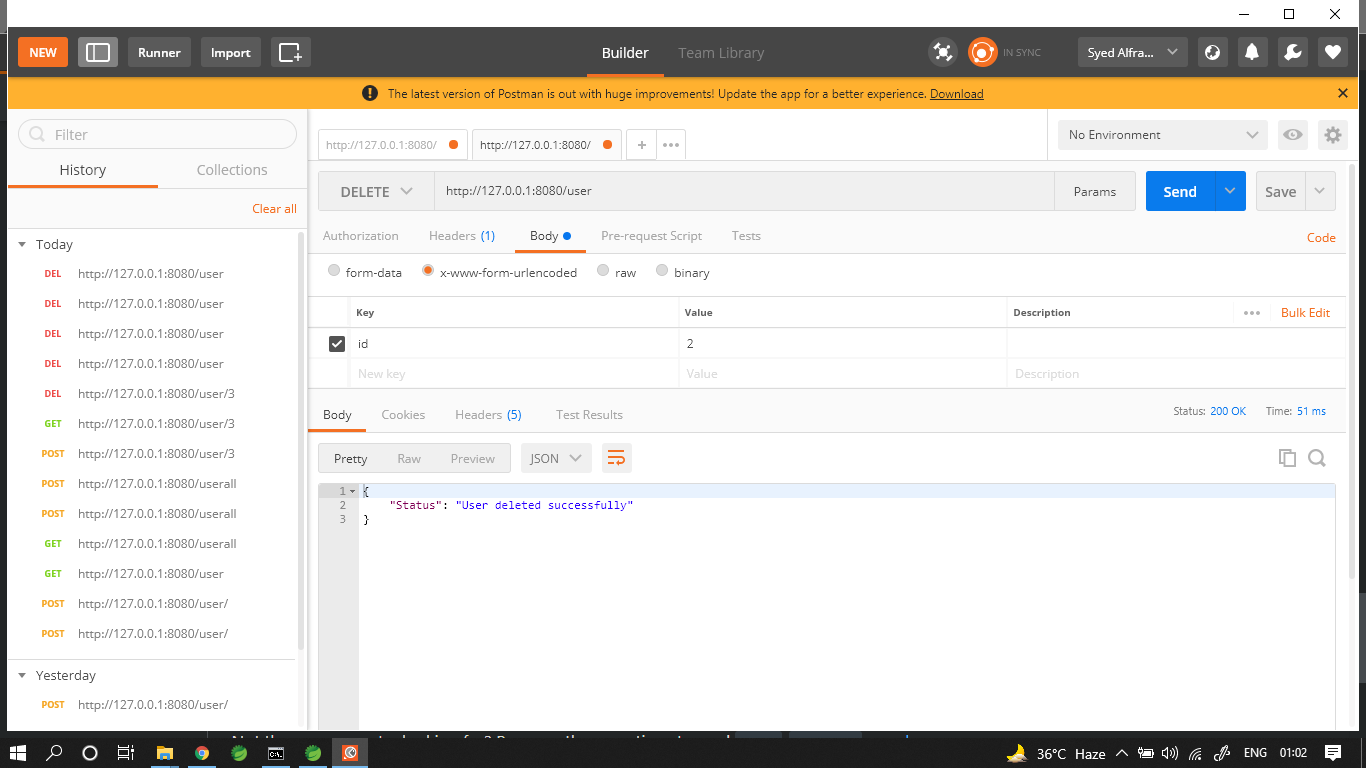 NEW Runner Import Builder Team Library IN SYNC Syed Alfra...
The latest version of Postman is out with huge improvements! Update the app for a better experience. Download
Filter
History Collections
Clear all
Today
DEL http://127.0.0.1:8080/user
DEL http://127.0.0.1:8080/user
DEL http://127.0.0.1:8080/user
DEL http://127.0.0.1:8080/user
DEL http://127.0.0.1:8080/user/3
GET http://127.0.0.1:8080/user/3
POST http://127.0.0.1:8080/user/3
POST http://127.0.0.1:8080/userall
POST http://127.0.0.1:8080/userall
GET http://127.0.0.1:8080/userall
GET http://127.0.0.1:8080/user
POST http://127.0.0.1:8080/user/
POST http://127.0.0.1:8080/user/
Yesterday
POST http://127.0.0.1:8080/user/
http://127.0.0.1:8080/ http://127.0.0.1:8080/ + ••• No Environment
DELETE http://127.0.0.1:8080/user Params Send Save
Authorization Headers (1) Body Pre-request Script Tests Code
form-data x-www-form-urlencoded raw binary
Key Value Description ••• Bulk Edit
id 2
New key Value Description
Body Cookies Headers (5) Test Results Status: 200 OK Time: 51 ms
Pretty Raw Preview JSON
1 {
2 "Status": "User deleted successfully"
3 }
36°C Haze ENG 01:02